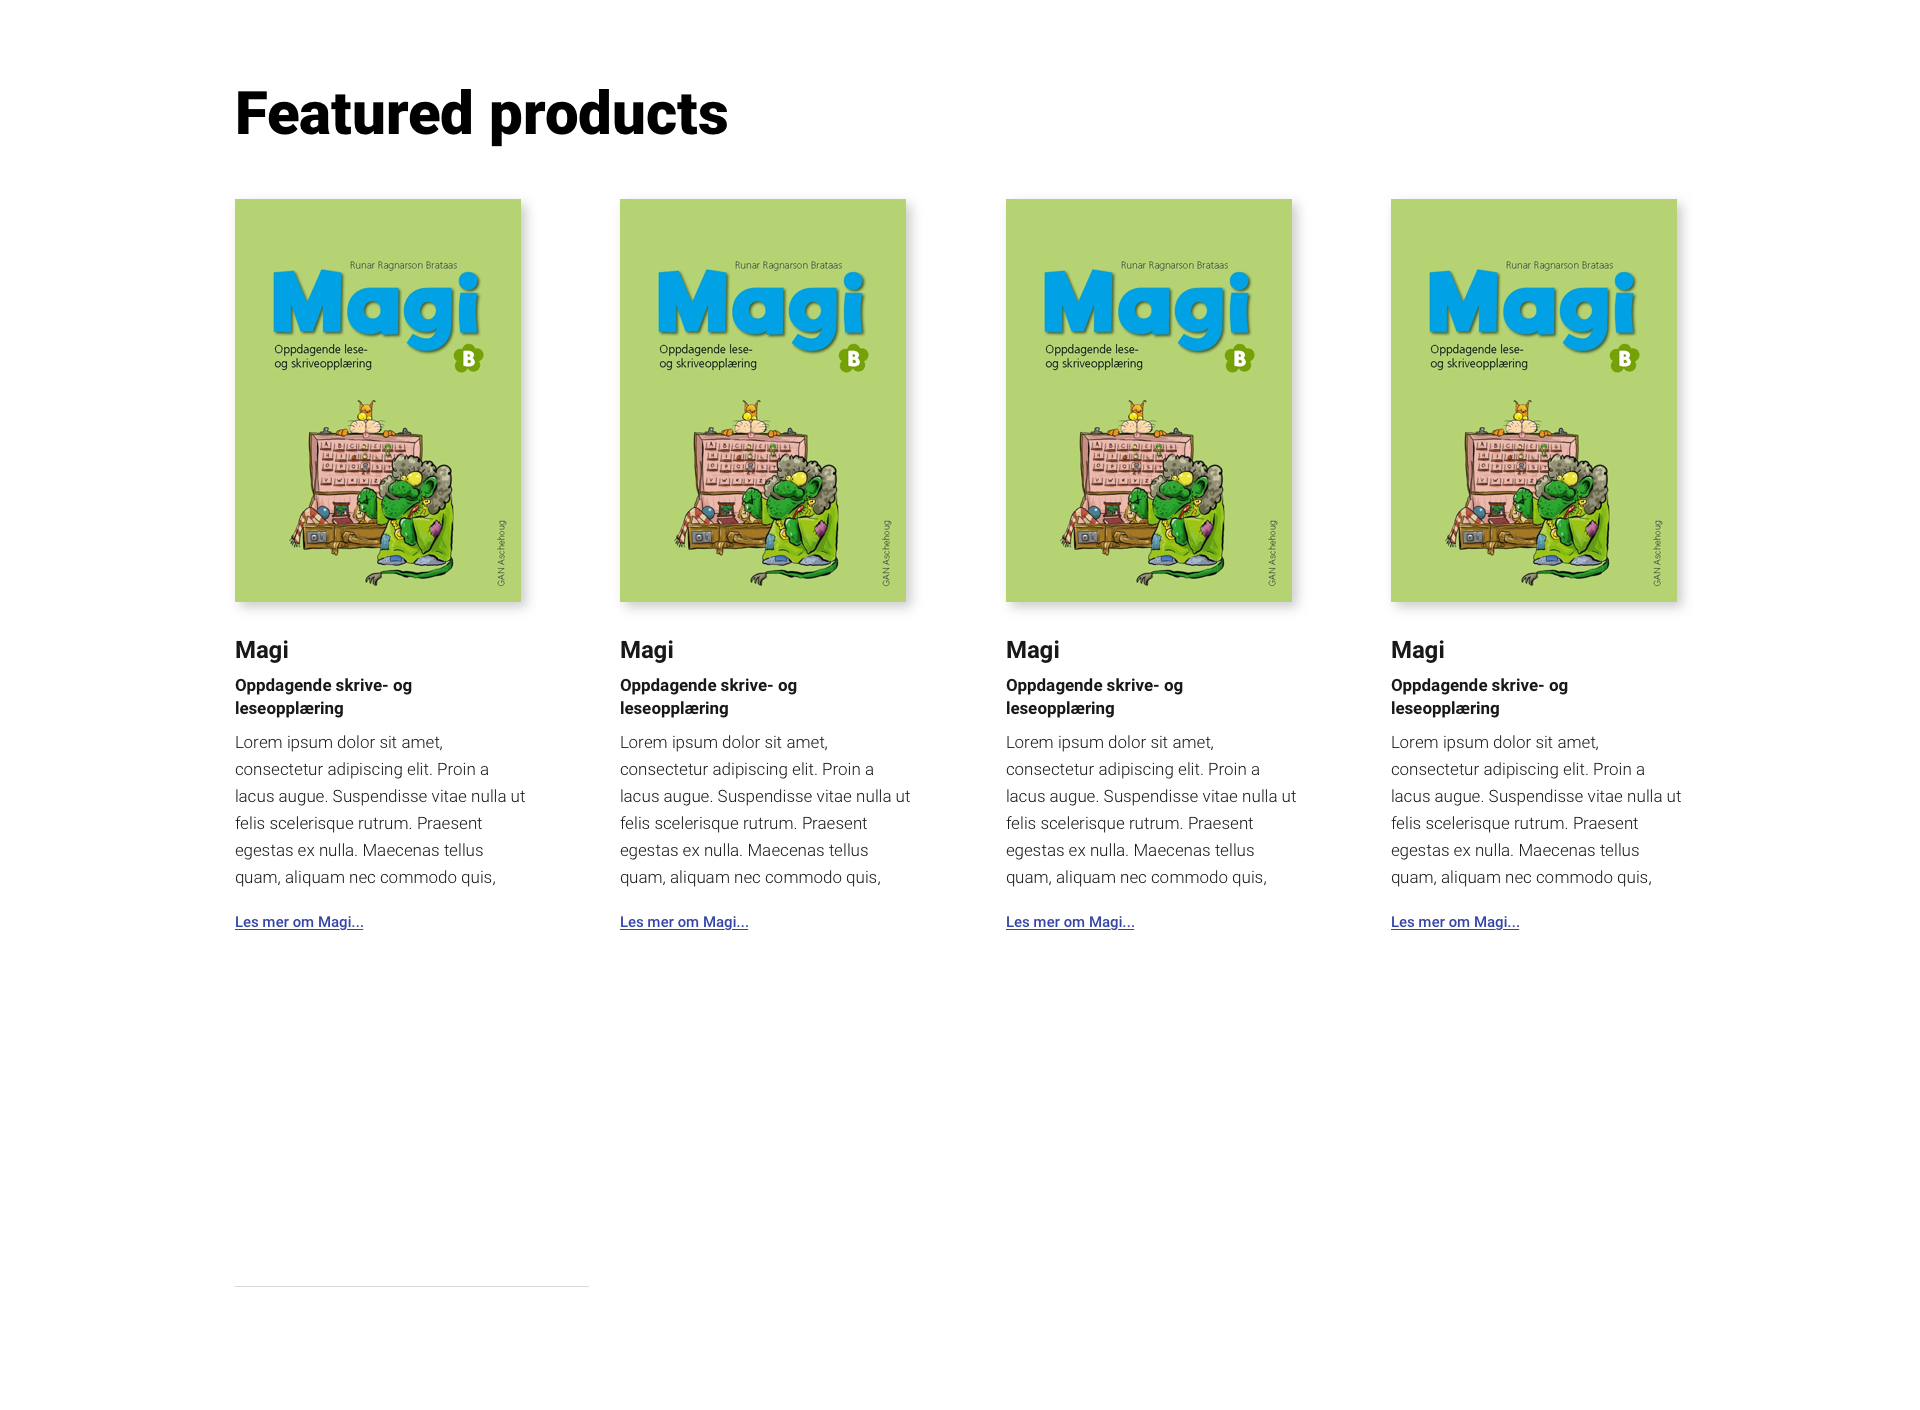 Featured products
Runar Ragnarson Brataas
Magi
Oppdagende lese-
og skriveopplæring
B
GAN Aschehoug
Runar Ragnarson Brataas
Magi
Oppdagende lese-
og skriveopplæring
B
GAN Aschehoug
Runar Ragnarson Brataas
Magi
Oppdagende lese-
og skriveopplæring
B
GAN Aschehoug
Runar Ragnarson Brataas
Magi
Oppdagende lese-
og skriveopplæring
B
GAN Aschehoug
Magi
Oppdagende skrive- og
leseopplæring
Lorem ipsum dolor sit amet,
consectetur adipiscing elit. Proin a
lacus augue. Suspendisse vitae nulla ut
felis scelerisque rutrum. Praesent
egestas ex nulla. Maecenas tellus
quam, aliquam nec commodo quis,
Les mer om Magi...
Magi
Oppdagende skrive- og
leseopplæring
Lorem ipsum dolor sit amet,
consectetur adipiscing elit. Proin a
lacus augue. Suspendisse vitae nulla ut
felis scelerisque rutrum. Praesent
egestas ex nulla. Maecenas tellus
quam, aliquam nec commodo quis,
Les mer om Magi...
Magi
Oppdagende skrive- og
leseopplæring
Lorem ipsum dolor sit amet,
consectetur adipiscing elit. Proin a
lacus augue. Suspendisse vitae nulla ut
felis scelerisque rutrum. Praesent
egestas ex nulla. Maecenas tellus
quam, aliquam nec commodo quis,
Les mer om Magi...
Magi
Oppdagende skrive- og
leseopplæring
Lorem ipsum dolor sit amet,
consectetur adipiscing elit. Proin a
lacus augue. Suspendisse vitae nulla ut
felis scelerisque rutrum. Praesent
egestas ex nulla. Maecenas tellus
quam, aliquam nec commodo quis,
Les mer om Magi...